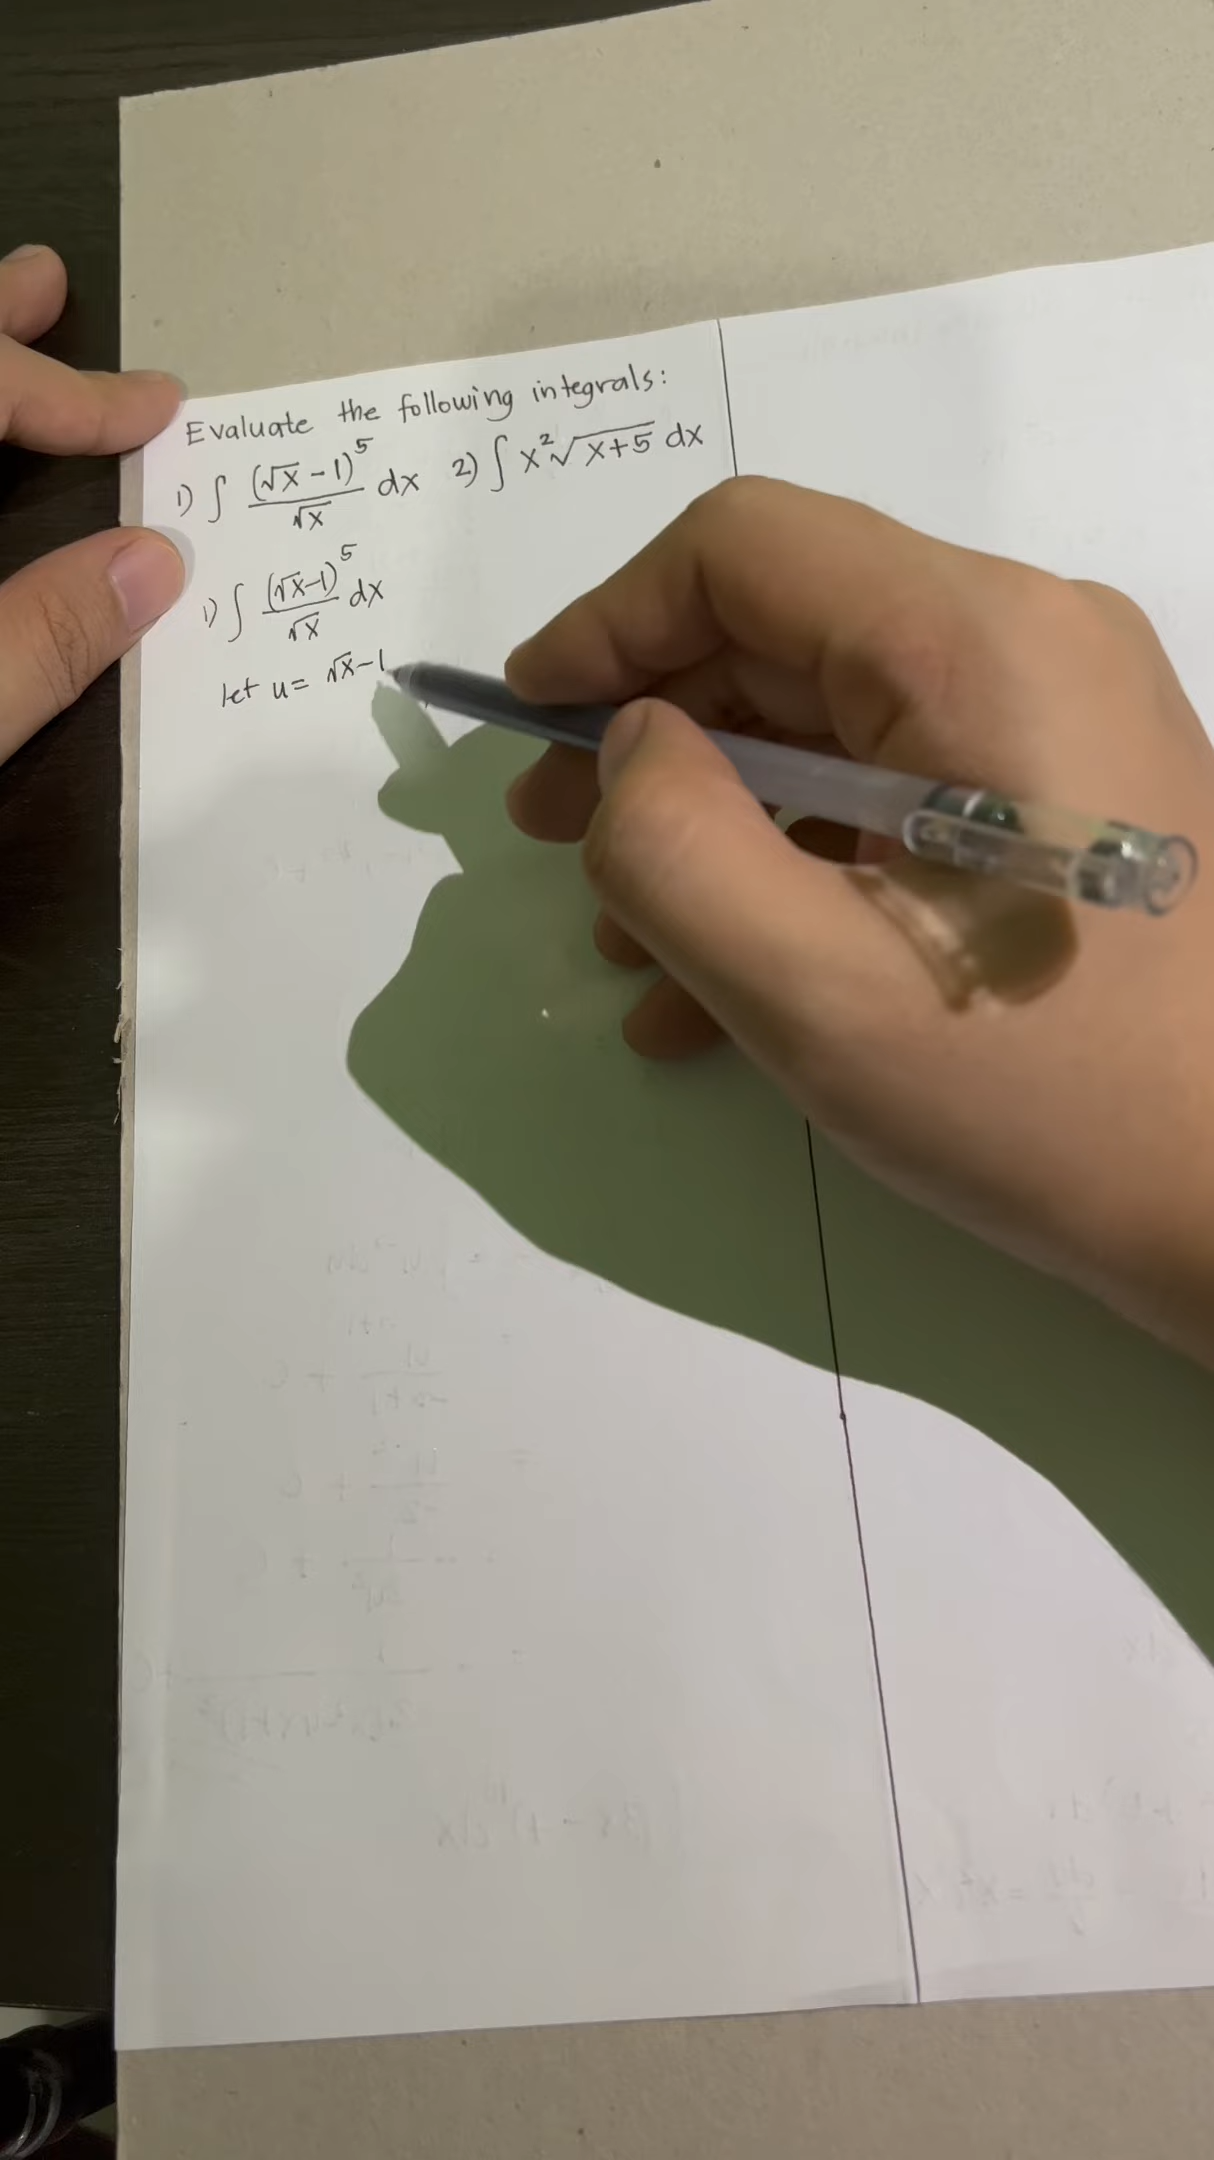 Evaluate the following integrals:
1) ∫ (√x - 1)^5 / √x dx 2) ∫ x²√x+5 dx
1) ∫ (√x-1)^5 / √x dx
let u = √x-1